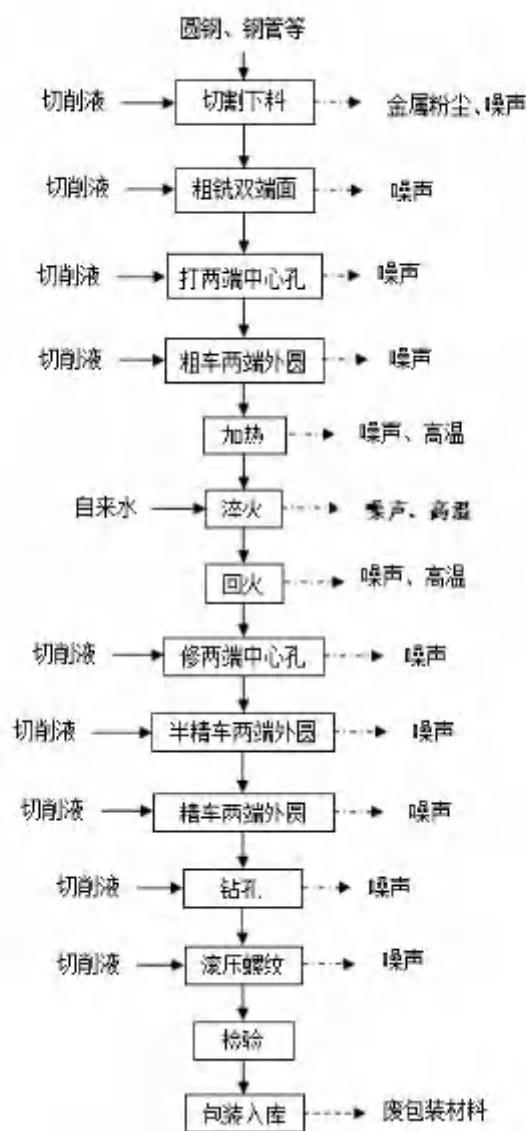 圆钢、钢管等
切削液 切割下料 金属粉尘、噪声
切削液 粗铣双端面 噪声
切削液 打两端中心孔 噪声
切削液 粗车两端外圆 噪声
加热 噪声、高温
自来水 淬火 噪声、高温
回火 噪声、高温
切削液 修两端中心孔 噪声
切削液 半精车两端外圆 噪声
切削液 精车两端外圆 噪声
切削液 钻孔 噪声
切削液 滚压螺纹 噪声
检验
包装入库 废包装材料